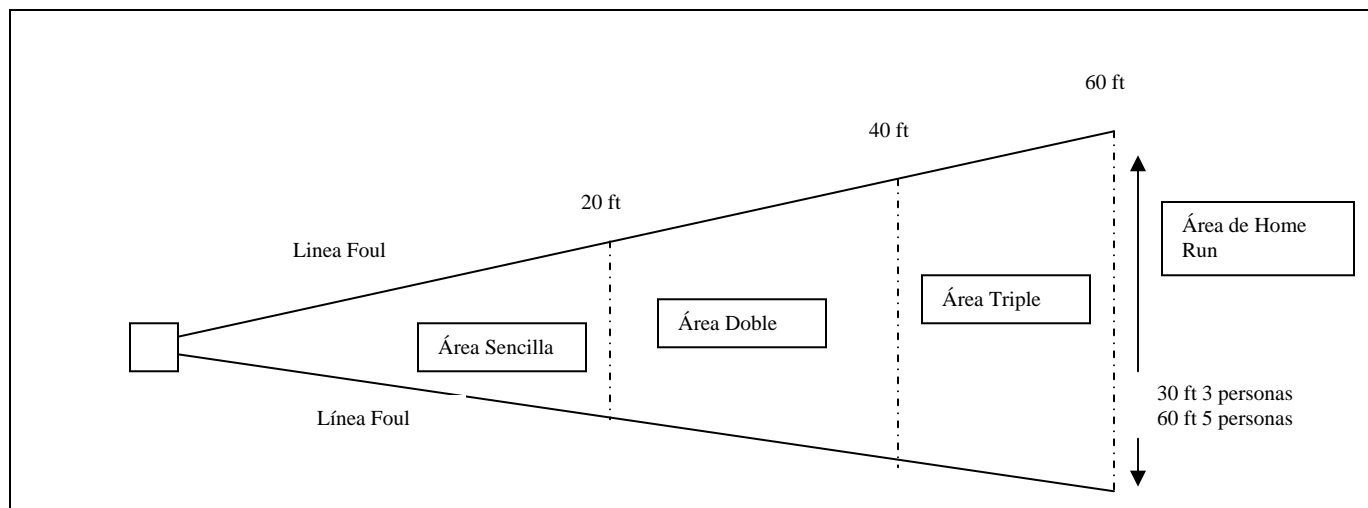 60 ft
40 ft
20 ft
Linea Foul
Área de Home
Run
Área Triple
Área Doble
Área Sencilla
30 ft 3 personas
60 ft 5 personas
Línea Foul